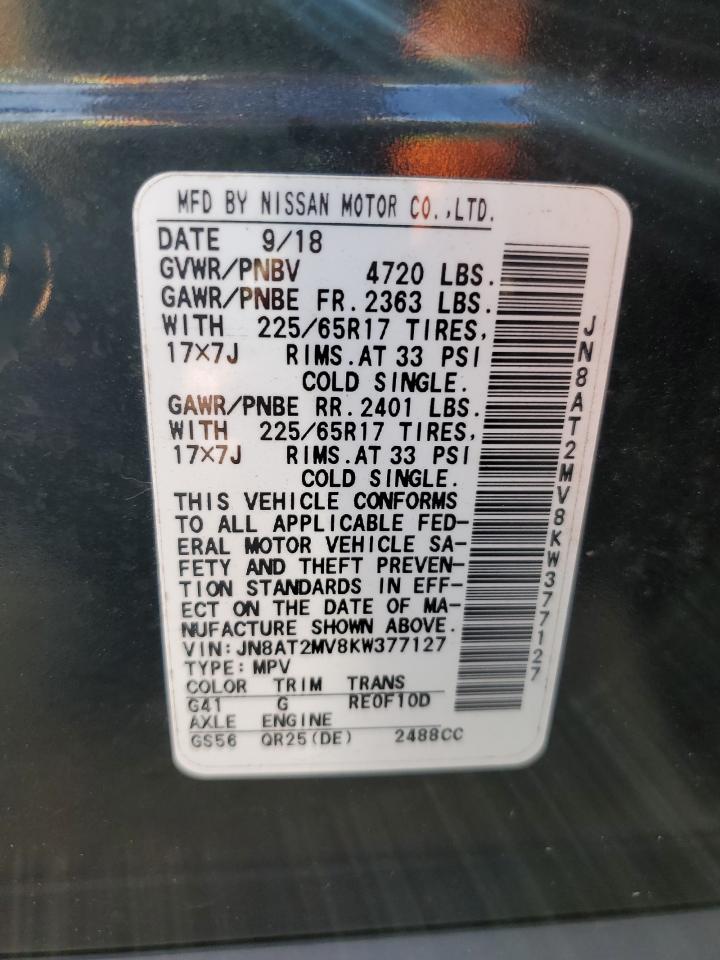 MFD BY NISSAN MOTOR CO.,LTD.
DATE 9/18
GVWR/PNBV 4720 LBS.
GAWR/PNBE FR. 2363 LBS.
WITH 225/65R17 TIRES,
17X7J RIMS. AT 33 PSI
COLD SINGLE.
GAWR/PNBE RR. 2401 LBS.
WITH 225/65R17 TIRES,
17X7J RIMS. AT 33 PSI
COLD SINGLE.
THIS VEHICLE CONFORMS
TO ALL APPLICABLE FED-
ERAL MOTOR VEHICLE SA-
FETY AND THEFT PREVEN-
TION STANDARDS IN EFF-
ECT ON THE DATE OF MA-
NUFACTURE SHOWN ABOVE.
VIN: JN8AT2MV8KW377127
TYPE: MPV
COLOR TRIM TRANS
G41 G RE0F10D
AXLE ENGINE
GS56 QR25(DE) 2488CC
JN8AT2MV8KW377127